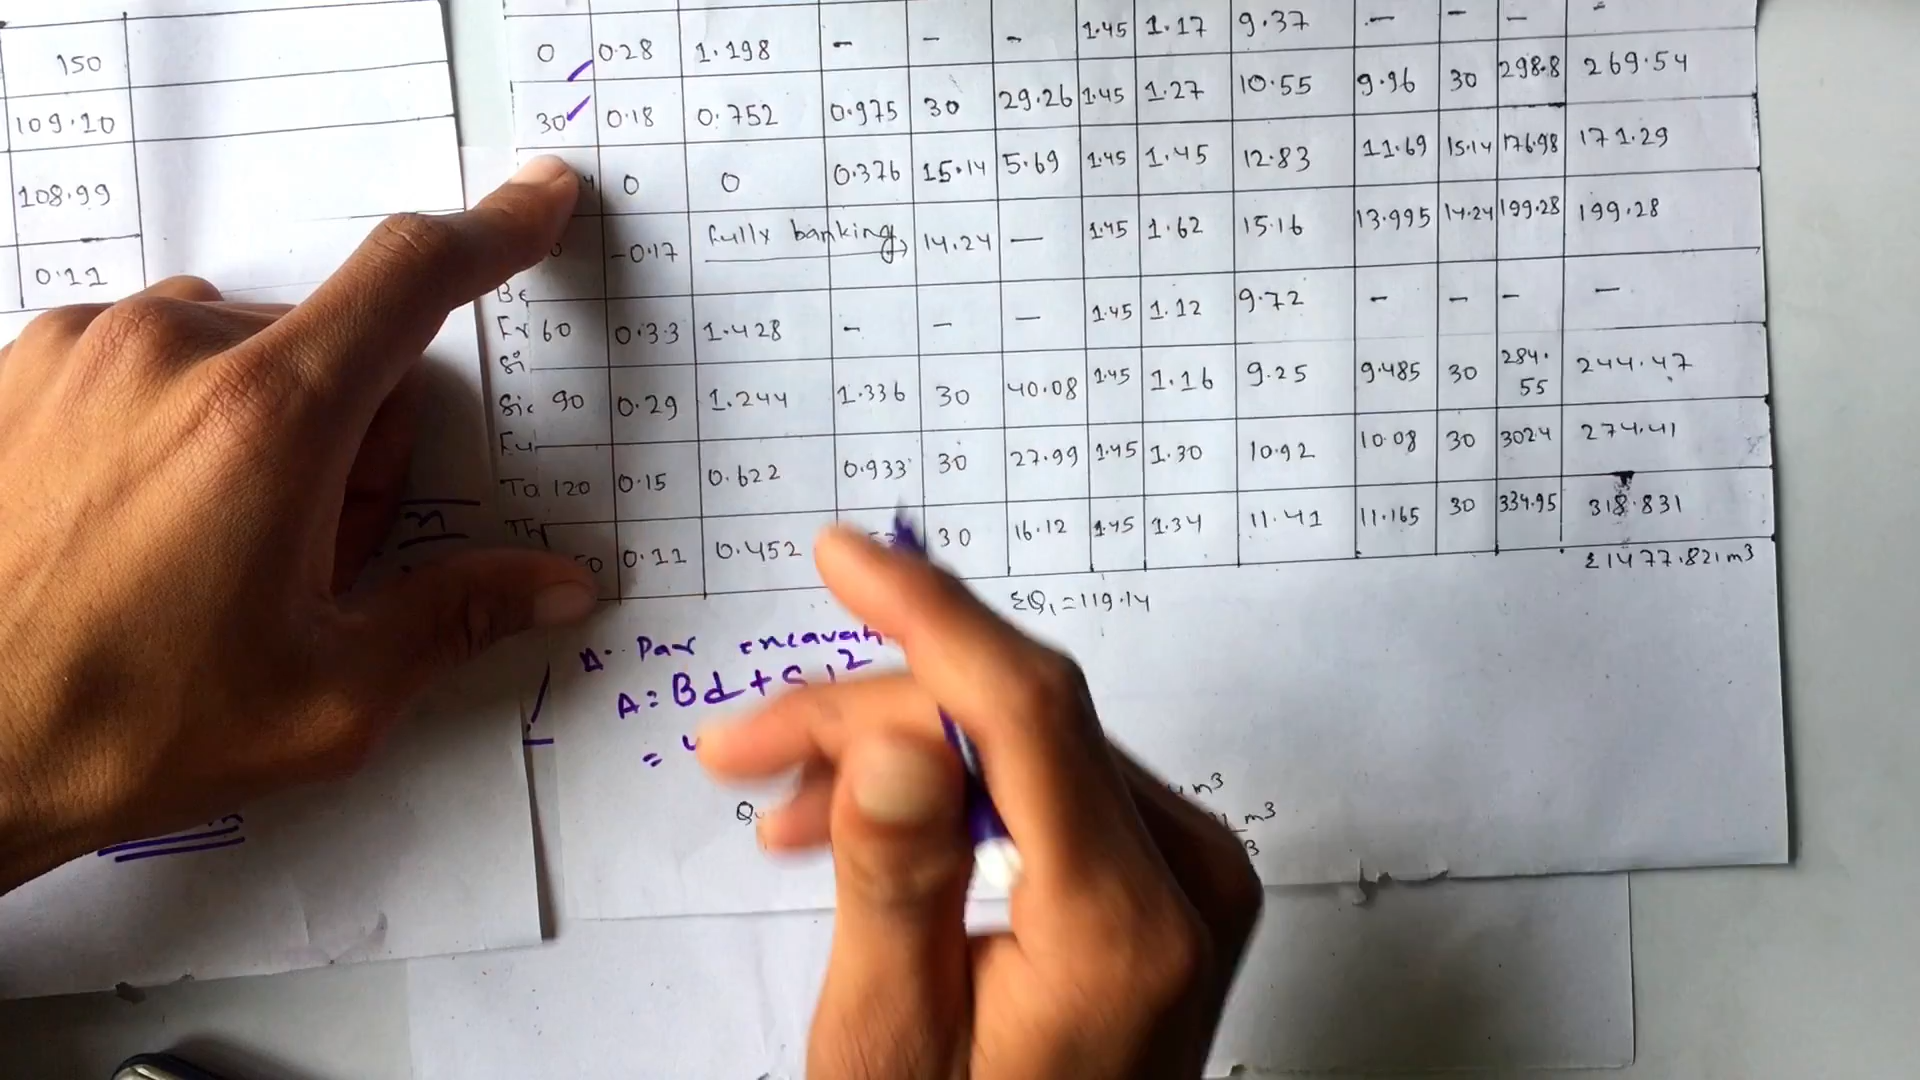 150
109.10
108.99
0.11
0 0.28 1.198 - - - 1.45 1.17 9.37 - - - -
30 0.18 0.752 0.975 30 29.26 1.45 1.27 10.55 9.96 30 298.8 269.54
0 0 0.376 15.14 5.69 1.45 1.45 12.83 11.69 15.14 176.98 171.29
-0.17 fully banking 14.24 - 1.45 1.62 15.16 13.995 14.24 199.28 199.28
60 0.33 1.428 - - - 1.45 1.12 9.72 - - - -
90 0.29 1.244 1.336 30 40.08 1.45 1.16 9.25 9.485 30 284.55 244.47
120 0.15 0.622 0.933 30 27.99 1.45 1.30 10.92 10.08 30 3024 274.41
0.11 0.452 30 16.12 1.45 1.34 11.41 11.165 30 334.95 318.831
Σ1477.821m3
ΣQ1=119.14
A = Bd +
=
m3
m3